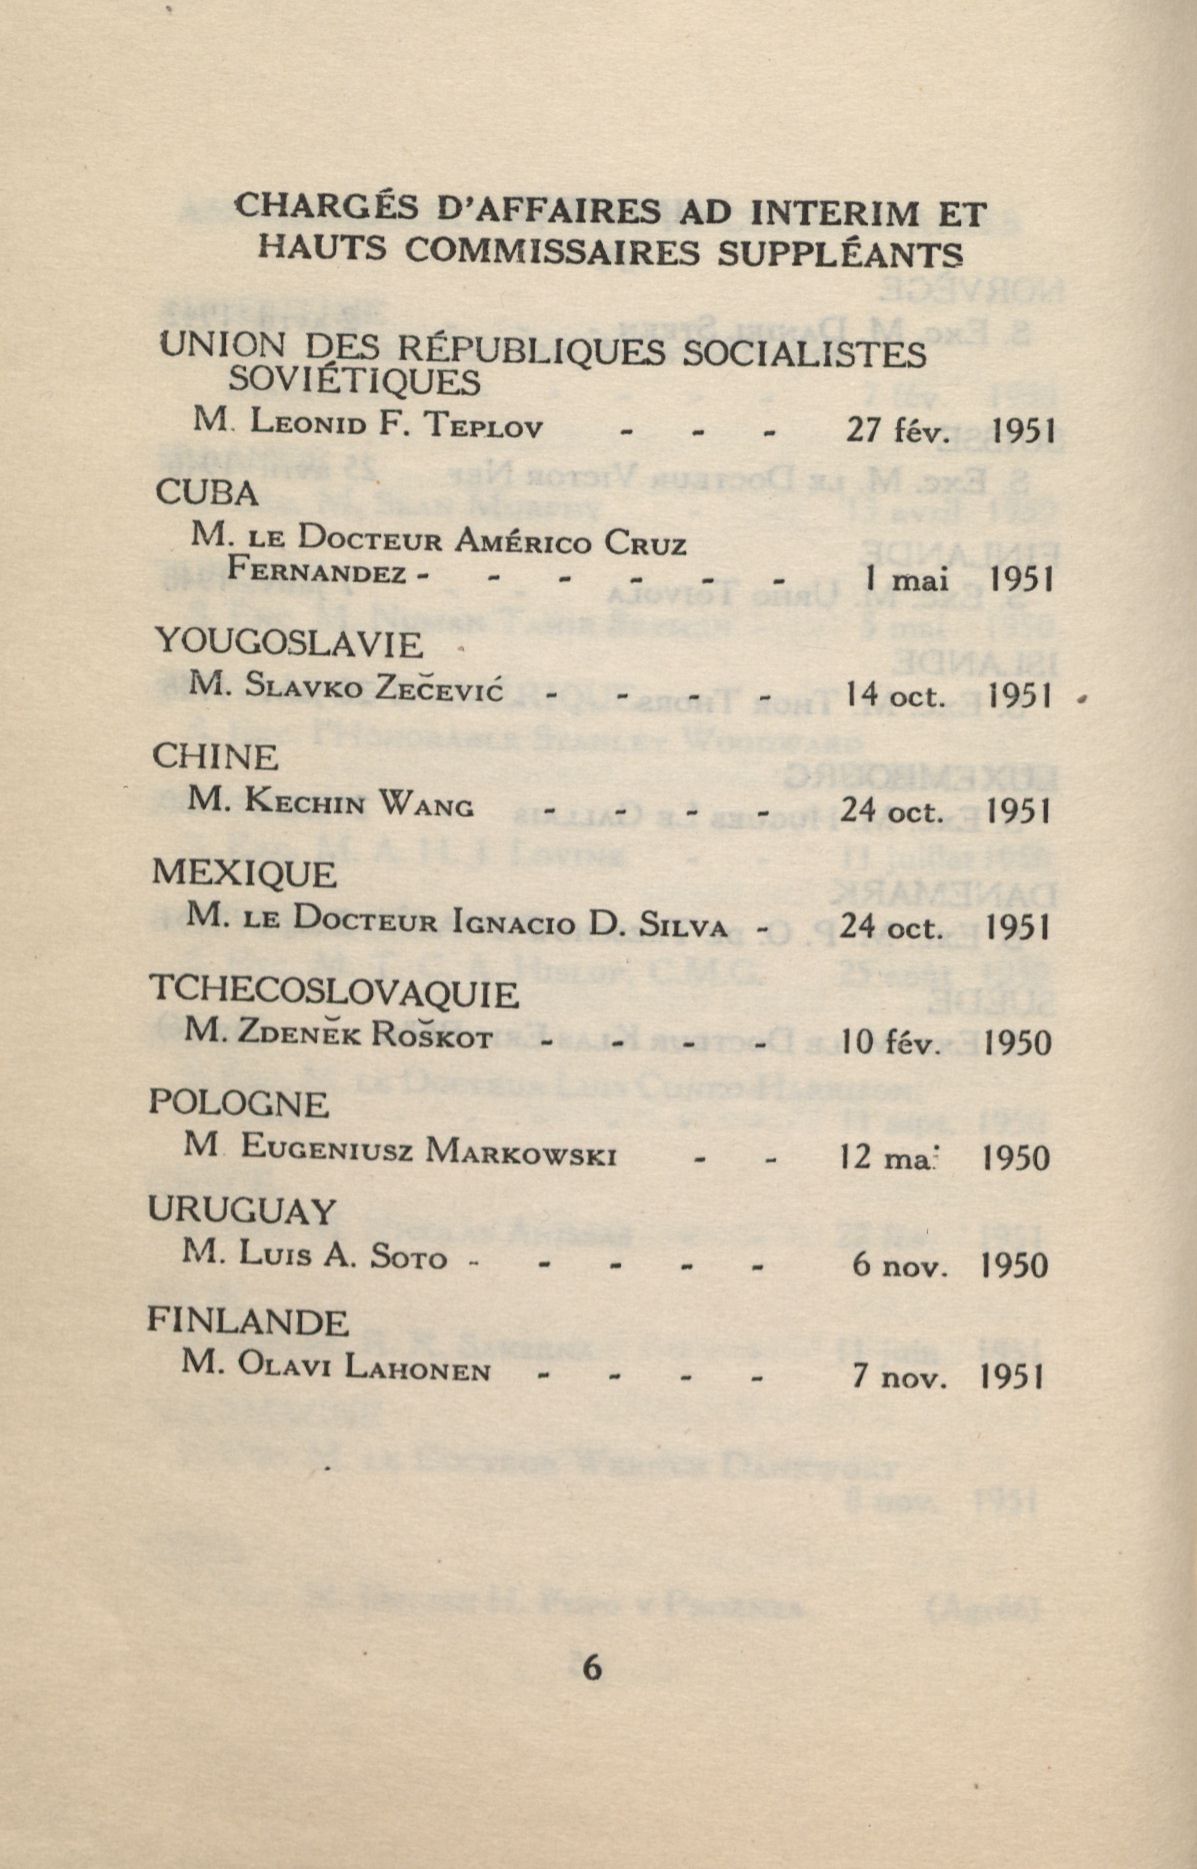 CHARGÉS D'AFFAIRES AD INTERIM ET
HAUTS COMMISSAIRES SUPPLÉANTS
UNION DES RÉPUBLIQUES SOCIALISTES
SOVIÉTIQUES
M. LEONID F. TEPLOV - - - 27 fév. 1951
CUBA
M. LE DOCTEUR AMÉRICO CRUZ
FERNANDEZ - - - - - - 1 mai 1951
YOUGOSLAVIE
M. SLAVKO ZEČEVIĆ - - - - 14 oct. 1951
CHINE
M. KECHIN WANG - - - - 24 oct. 1951
MEXIQUE
M. LE DOCTEUR IGNACIO D. SILVA - 24 oct. 1951
TCHECOSLOVAQUIE
M. ZDENĚK ROŠKOT - - - - 10 fév. 1950
POLOGNE
M EUGENIUSZ MARKOWSKI - - 12 mai 1950
URUGUAY
M. LUIS A. SOTO - - - - - 6 nov. 1950
FINLANDE
M. OLAVI LAHONEN - - - - 7 nov. 1951
6